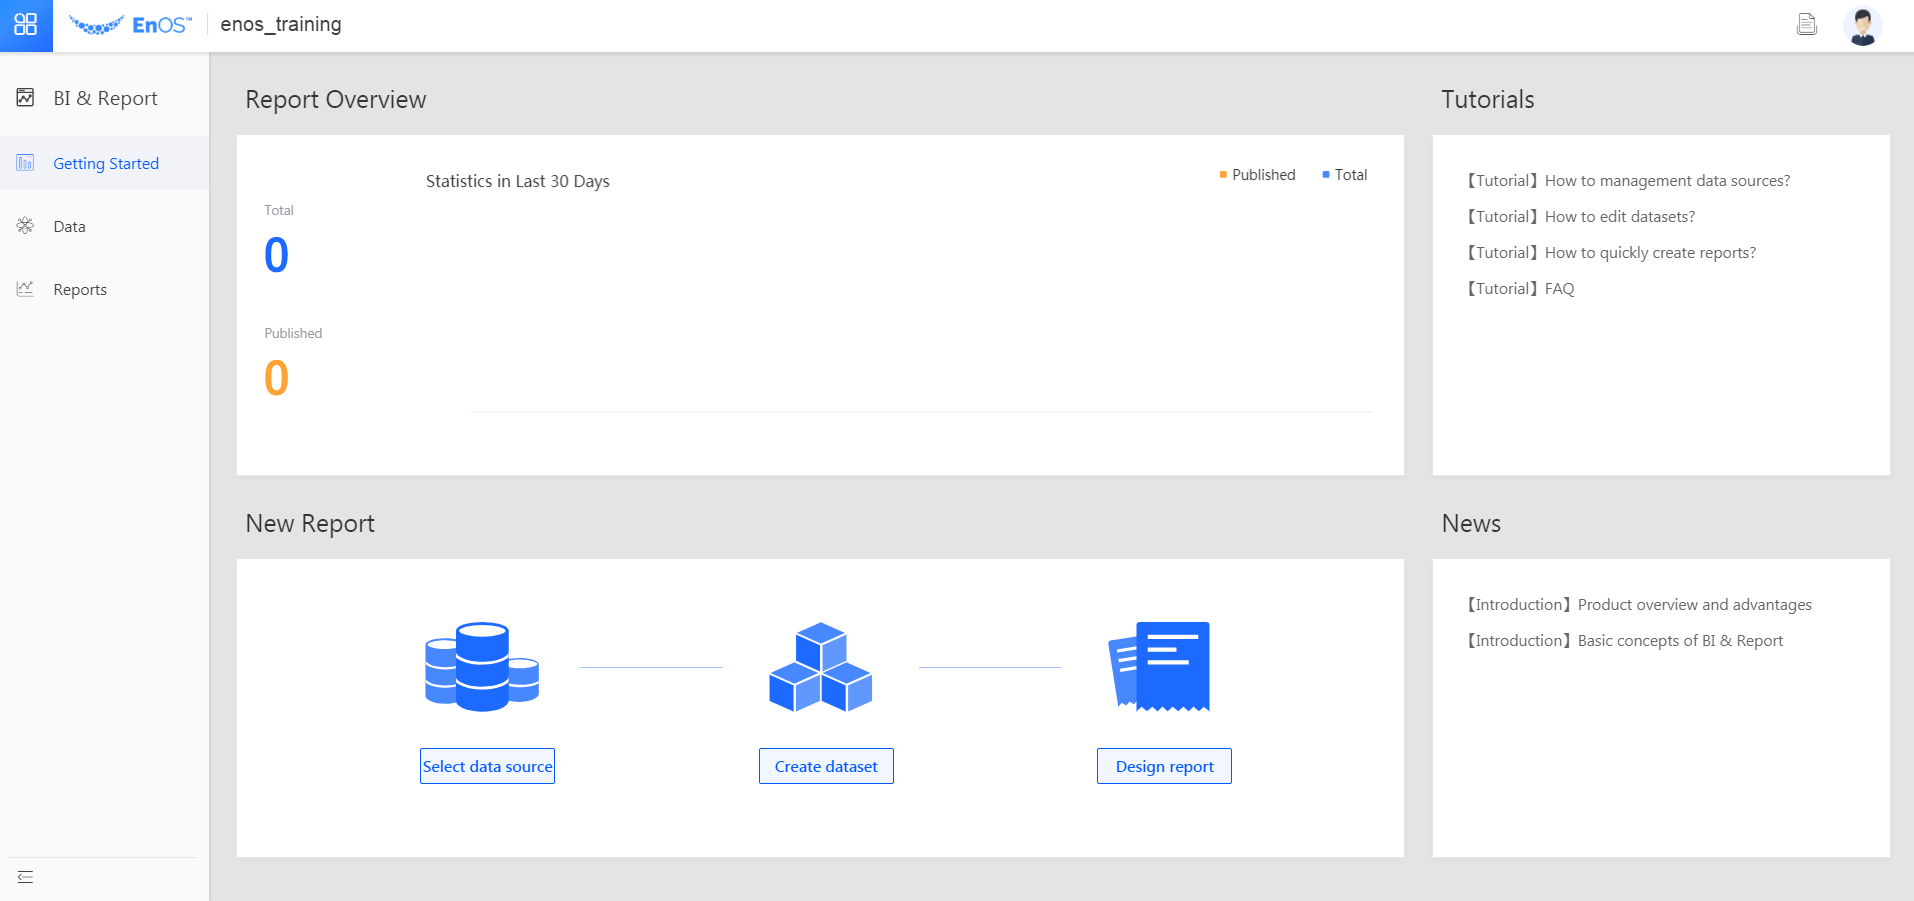 EnOS™ enos_training
BI & Report
Getting Started
Data
Reports
Report Overview
Statistics in Last 30 Days
Published Total
Total
0
Published
0
Tutorials
【Tutorial】How to management data sources?
【Tutorial】How to edit datasets?
【Tutorial】How to quickly create reports?
【Tutorial】FAQ
New Report
Select data source
Create dataset
Design report
News
【Introduction】Product overview and advantages
【Introduction】Basic concepts of BI & Report